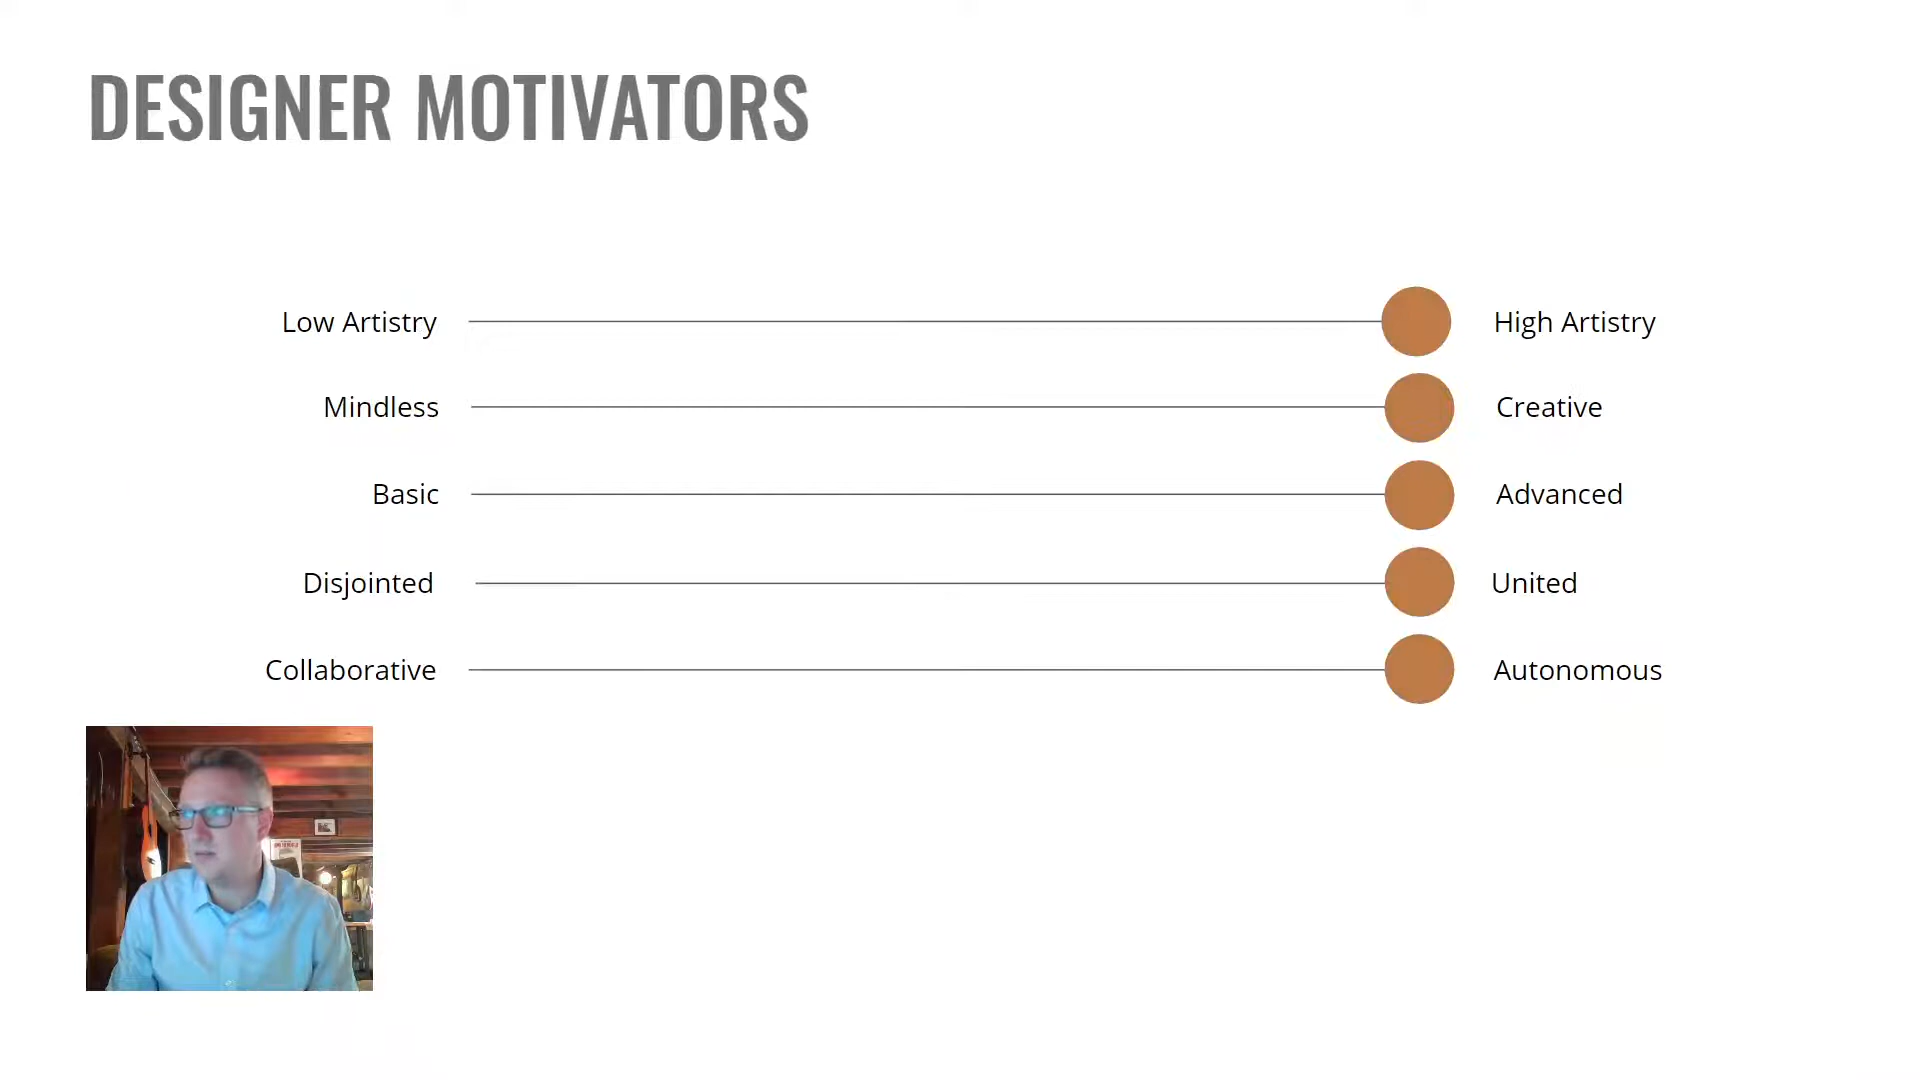 DESIGNER MOTIVATORS
Low Artistry High Artistry
Mindless Creative
Basic Advanced
Disjointed United
Collaborative Autonomous